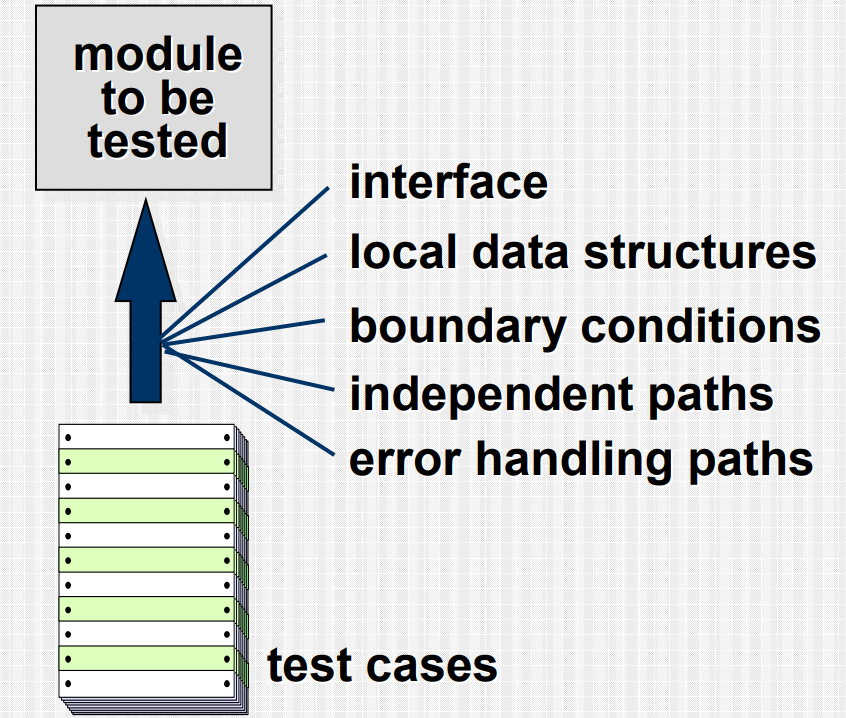 module
to be
tested
interface
local data structures
boundary conditions
independent paths
error handling paths
test cases